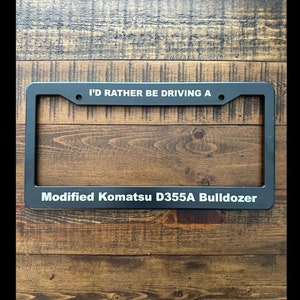 I'D RATHER BE DRIVING A
Modified Komatsu D355A Bulldozer